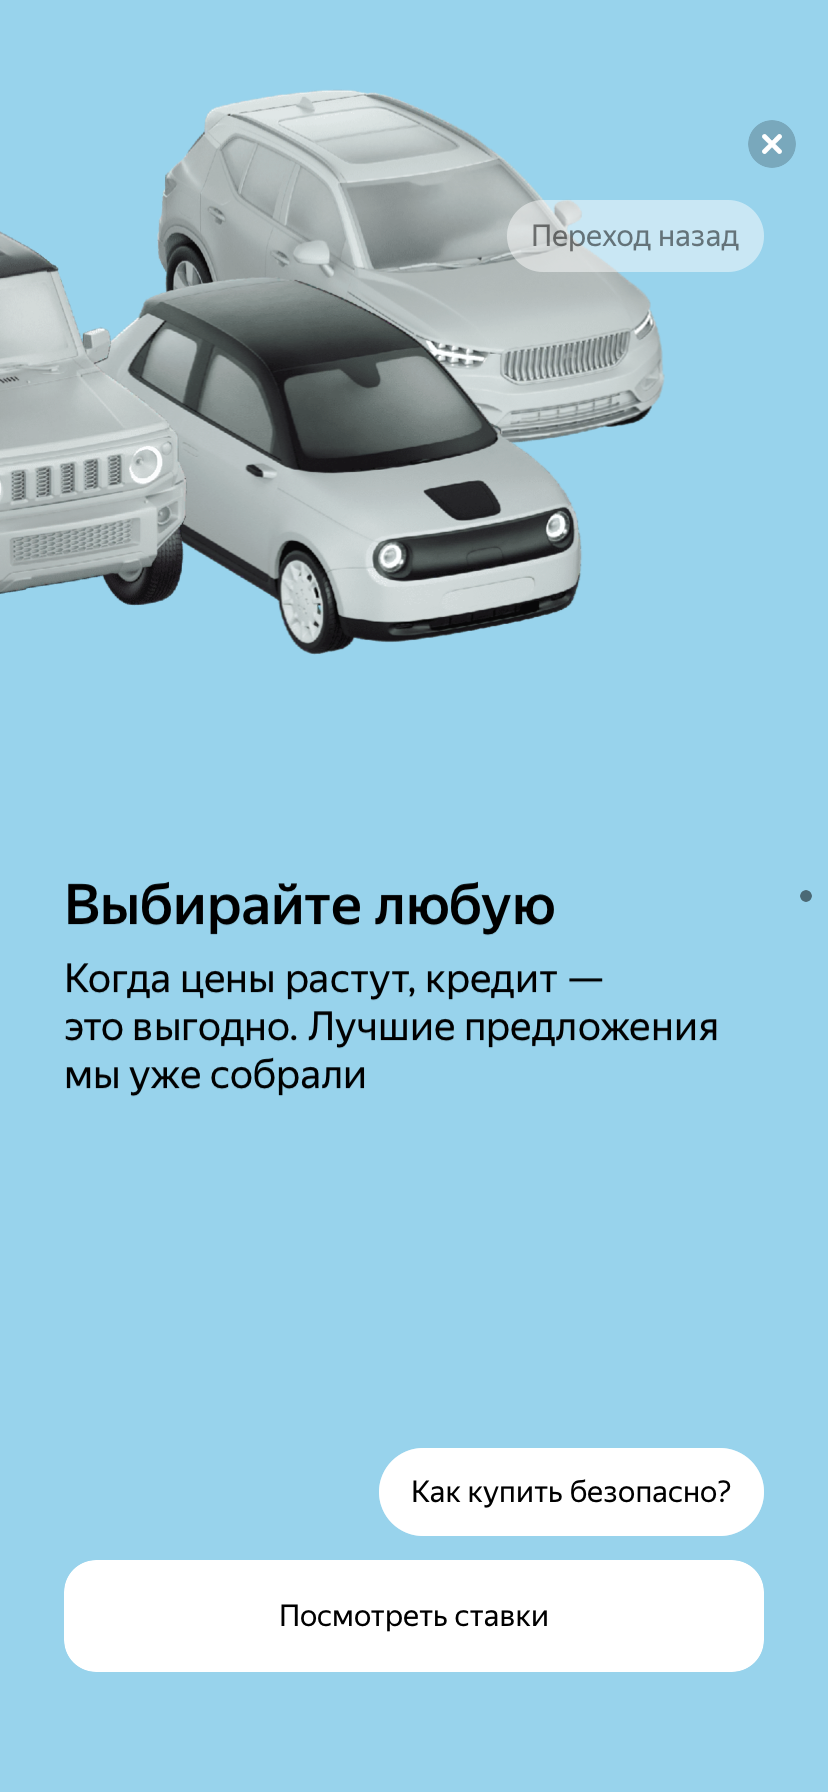 Переход назад
Выбирайте любую
Когда цены растут, кредит —
это выгодно. Лучшие предложения
мы уже собрали
Как купить безопасно?
Посмотреть ставки